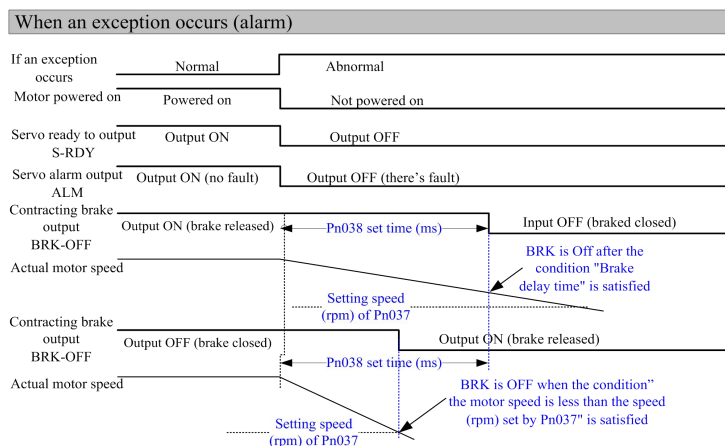 When an exception occurs (alarm)
If an exception
occurs
Normal
Abnormal
Motor powered on
Powered on
Not powered on
Servo ready to output
S-RDY
Output ON
Output OFF
Servo alarm output
ALM
Output ON (no fault)
Output OFF (there's fault)
Contracting brake
output
BRK-OFF
Output ON (brake released)
Pn038 set time (ms)
Input OFF (braked closed)
Actual motor speed
BRK is Off after the
condition "Brake
delay time" is satisfied
Setting speed
(rpm) of Pn037
Contracting brake
output
BRK-OFF
Output OFF (brake closed)
Output ON (brake released)
Pn038 set time (ms)
Actual motor speed
BRK is OFF when the condition”
the motor speed is less than the speed
(rpm) set by Pn037" is satisfied
Setting speed
(rpm) of Pn037